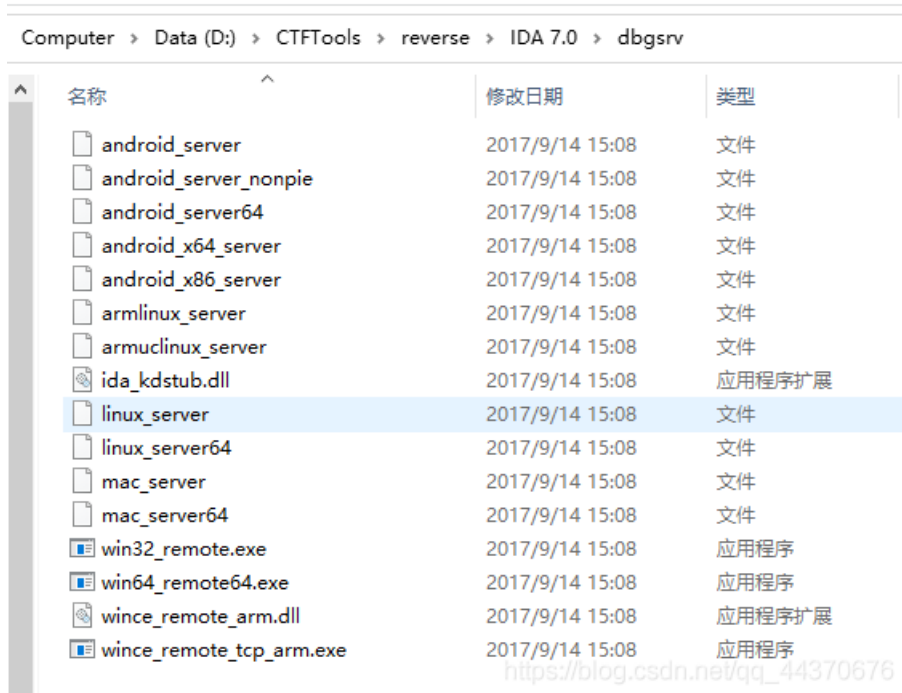 Computer > Data (D:) > CTFTools > reverse > IDA 7.0 > dbgsrv
名称 修改日期 类型
android_server 2017/9/14 15:08 文件
android_server_nonpie 2017/9/14 15:08 文件
android_server64 2017/9/14 15:08 文件
android_x64_server 2017/9/14 15:08 文件
android_x86_server 2017/9/14 15:08 文件
armlinux_server 2017/9/14 15:08 文件
armuclinux_server 2017/9/14 15:08 文件
ida_kdstub.dll 2017/9/14 15:08 应用程序扩展
linux_server 2017/9/14 15:08 文件
linux_server64 2017/9/14 15:08 文件
mac_server 2017/9/14 15:08 文件
mac_server64 2017/9/14 15:08 文件
win32_remote.exe 2017/9/14 15:08 应用程序
win64_remote64.exe 2017/9/14 15:08 应用程序
wince_remote_arm.dll 2017/9/14 15:08 应用程序扩展
wince_remote_tcp_arm.exe 2017/9/14 15:08 应用程序
https://blog.csdn.net/qq_44370676